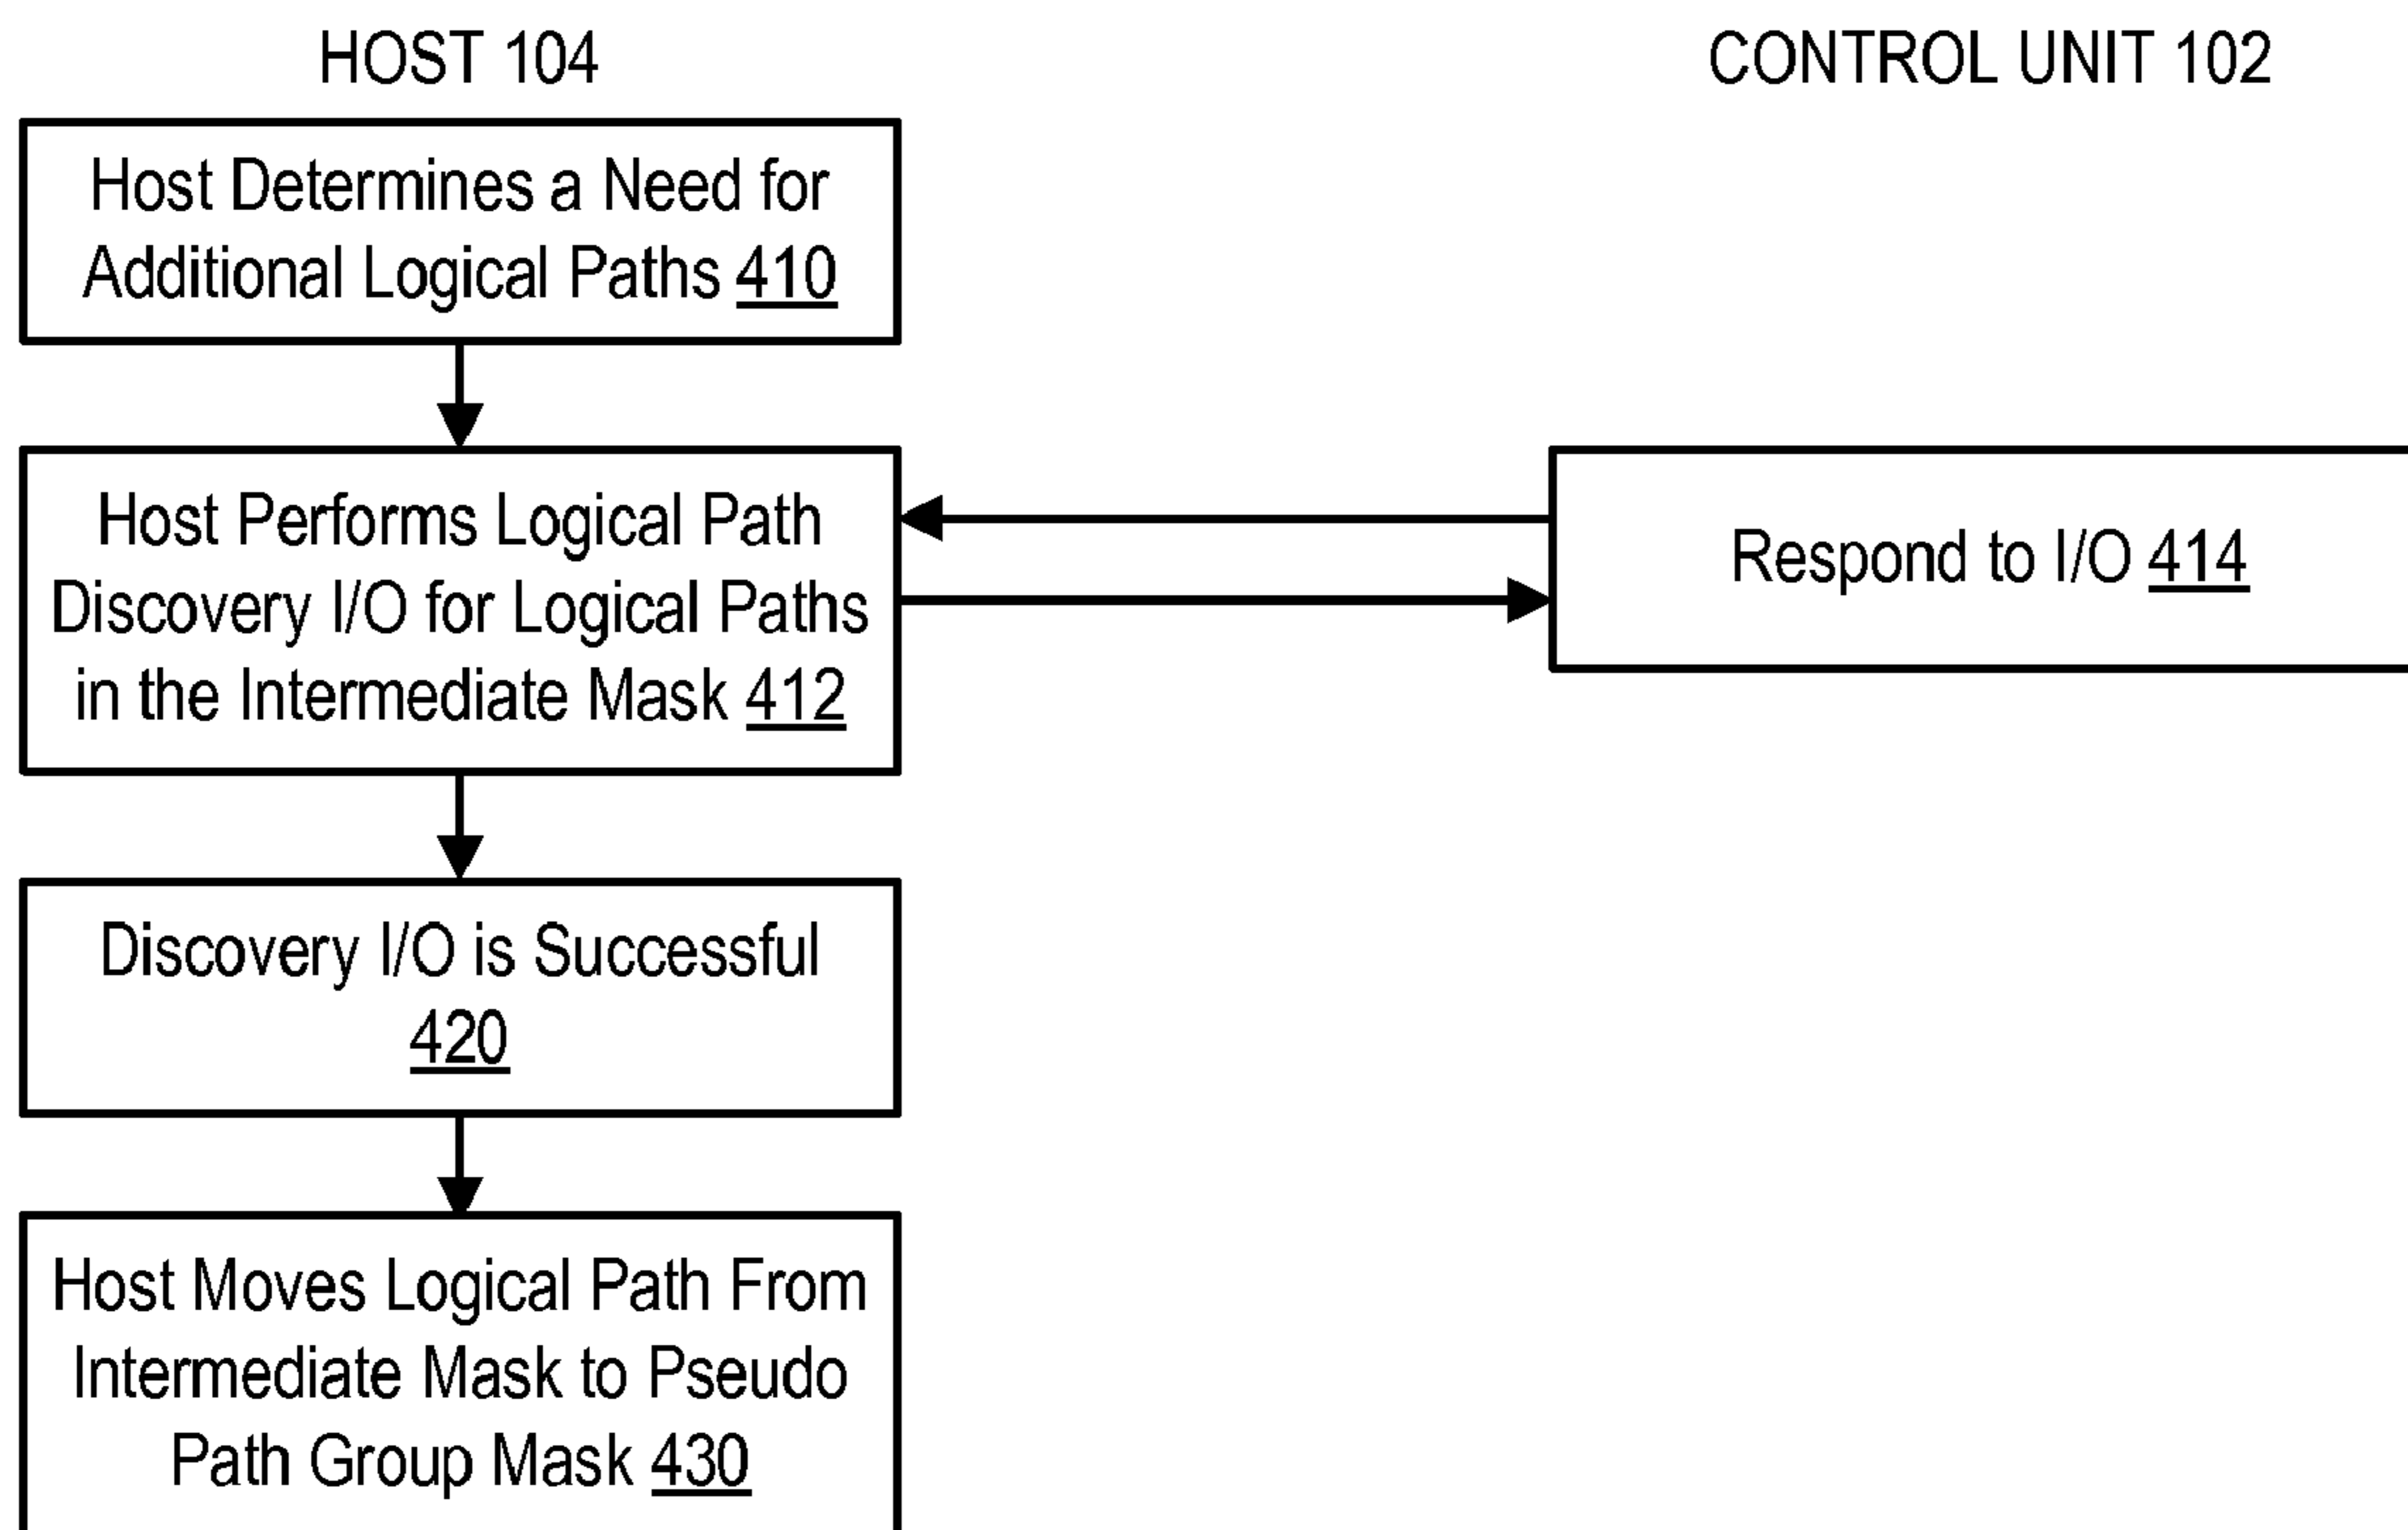 HOST 104
CONTROL UNIT 102
Host Determines a Need for
Additional Logical Paths 410
Host Performs Logical Path
Discovery I/O for Logical Paths
in the Intermediate Mask 412
Respond to I/O 414
Discovery I/O is Successful
420
Host Moves Logical Path From
Intermediate Mask to Pseudo
Path Group Mask 430